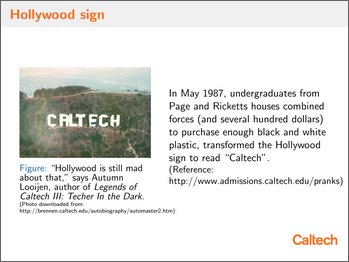 Hollywood sign
CALTECH
In May 1987, undergraduates from
Page and Ricketts houses combined
forces (and several hundred dollars)
to purchase enough black and white
plastic, transformed the Hollywood
sign to read “Caltech”.
(Reference:
http://www.admissions.caltech.edu/pranks)
Figure: “Hollywood is still mad
about that,” says Autumn
Looijen, author of Legends of
Caltech III: Techer In the Dark.
(Photo downloaded from:
http://brennen.caltech.edu/autobiography/automaster2.htm)
Caltech